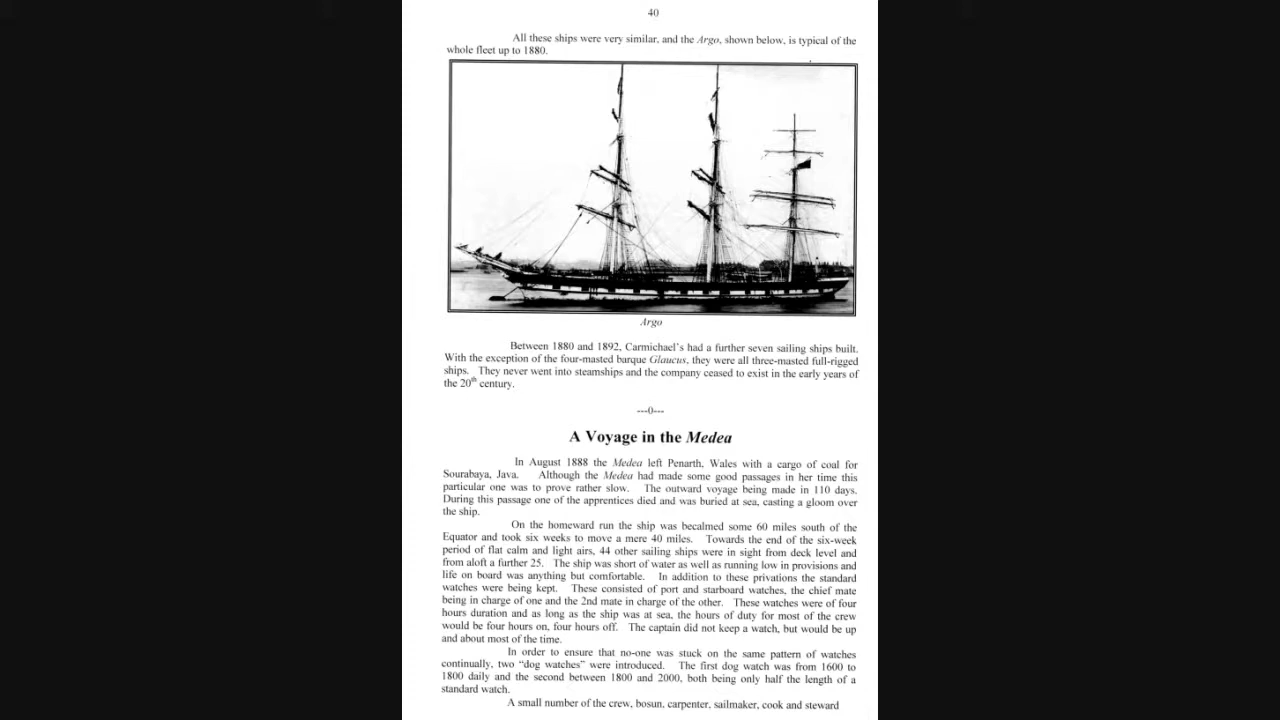 40
All these ships were very similar, and the Argo, shown below, is typical of the
whole fleet up to 1880.
Argo
Between 1880 and 1892, Carmichael's had a further seven sailing ships built.
With the exception of the four-masted barque Glaucus, they were all three-masted full-rigged
ships. They never went into steamships and the company ceased to exist in the early years of
the 20th century.
---0---
A Voyage in the Medea
In August 1888 the Medea left Penarth, Wales with a cargo of coal for
Sourabaya, Java. Although the Medea had made some good passages in her time this
particular one was to prove rather slow. The outward voyage being made in 110 days.
During this passage one of the apprentices died and was buried at sea, casting a gloom over
the ship.
On the homeward run the ship was becalmed some 60 miles south of the
Equator and took six weeks to move a mere 40 miles. Towards the end of the six-week
period of flat calm and light airs, 44 other sailing ships were in sight from deck level and
from aloft a further 25. The ship was short of water as well as running low in provisions and
life on board was anything but comfortable. In addition to these privations the standard
watches were being kept. These consisted of port and starboard watches, the chief mate
being in charge of one and the 2nd mate in charge of the other. These watches were of four
hours duration and as long as the ship was at sea, the hours of duty for most of the crew
would be four hours on, four hours off. The captain did not keep a watch, but would be up
and about most of the time.
In order to ensure that no-one was stuck on the same pattern of watches
continually, two "dog watches" were introduced. The first dog watch was from 1600 to
1800 daily and the second between 1800 and 2000, both being only half the length of a
standard watch.
A small number of the crew, bosun, carpenter, sailmaker, cook and steward